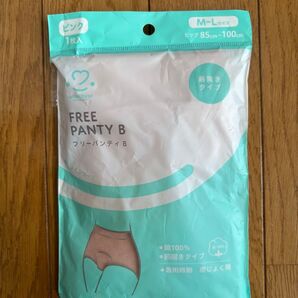 ピンク
1枚入
M~Lサイズ
ヒップ 85cm~100cm
前開き
タイプ
FREE
PANTY B
フリーパンティB
綿100%
前開きタイプ